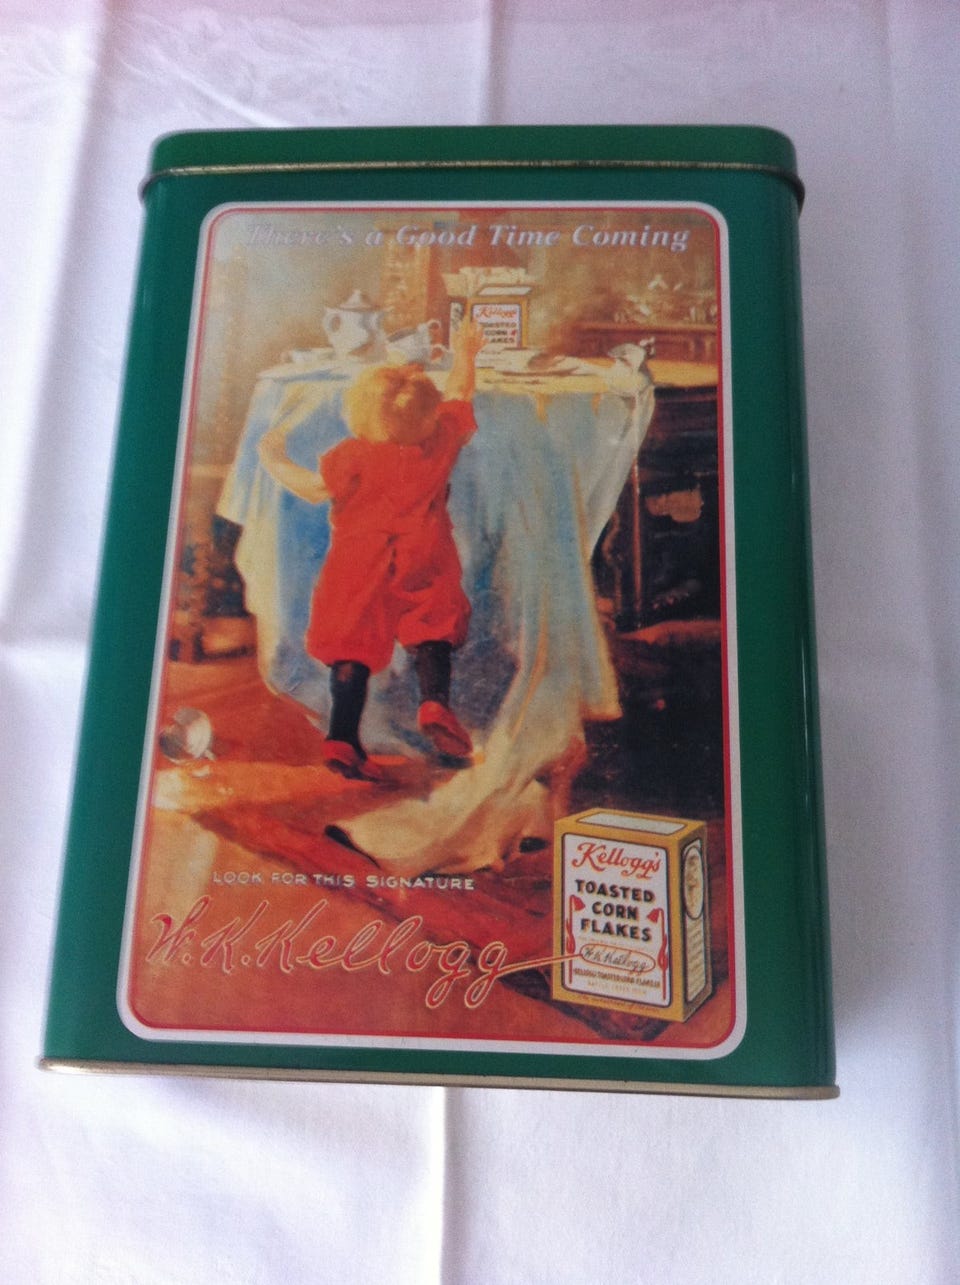 There's a Good Time Coming
Kellogg's
TOASTED
CORN
FLAKES
LOOK FOR THIS SIGNATURE
W. K. Kellogg
Kellogg's
TOASTED
CORN
FLAKES
W. K. Kellogg